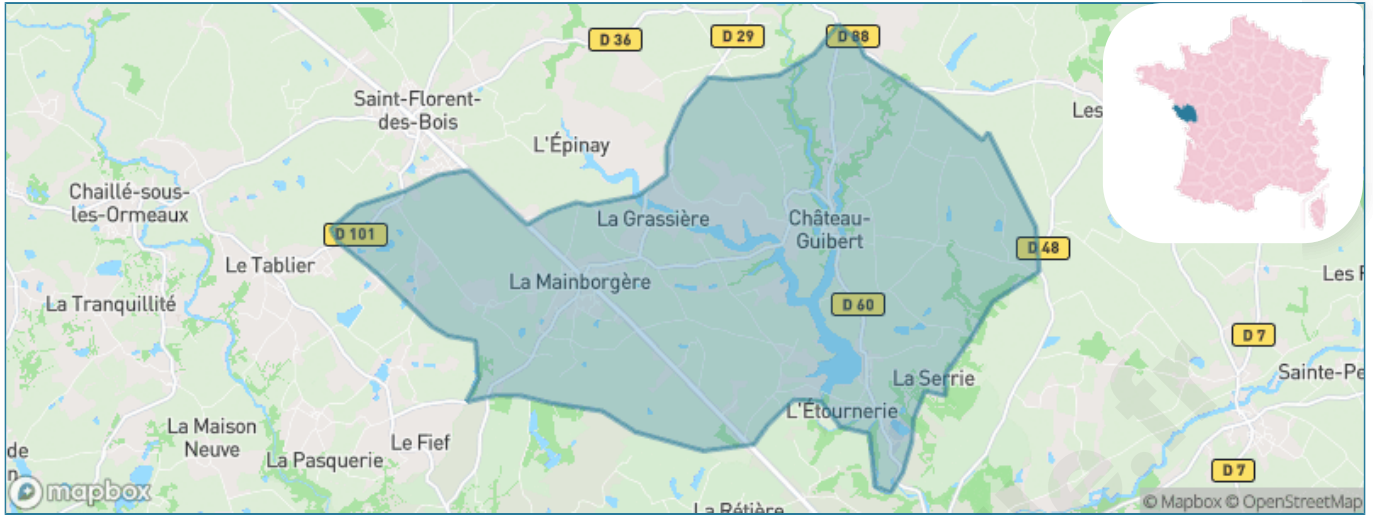 D 36
D 29
D 88
Saint-Florent-
des-Bois
Les
L'Épinay
Chaillé-sous-
les-Ormeaux
La Grassière
Château-
Guibert
D 101
D 48
Le Tablier
Les
La Mainborgère
La Tranquillité
D 60
D 7
La Serrie
Sainte-Pe
L'Étournerie
La Maison
Neuve
Le Fief
de
n
La Pasquerie
D 7
mapbox
La Rétière
© Mapbox © OpenStreetMap